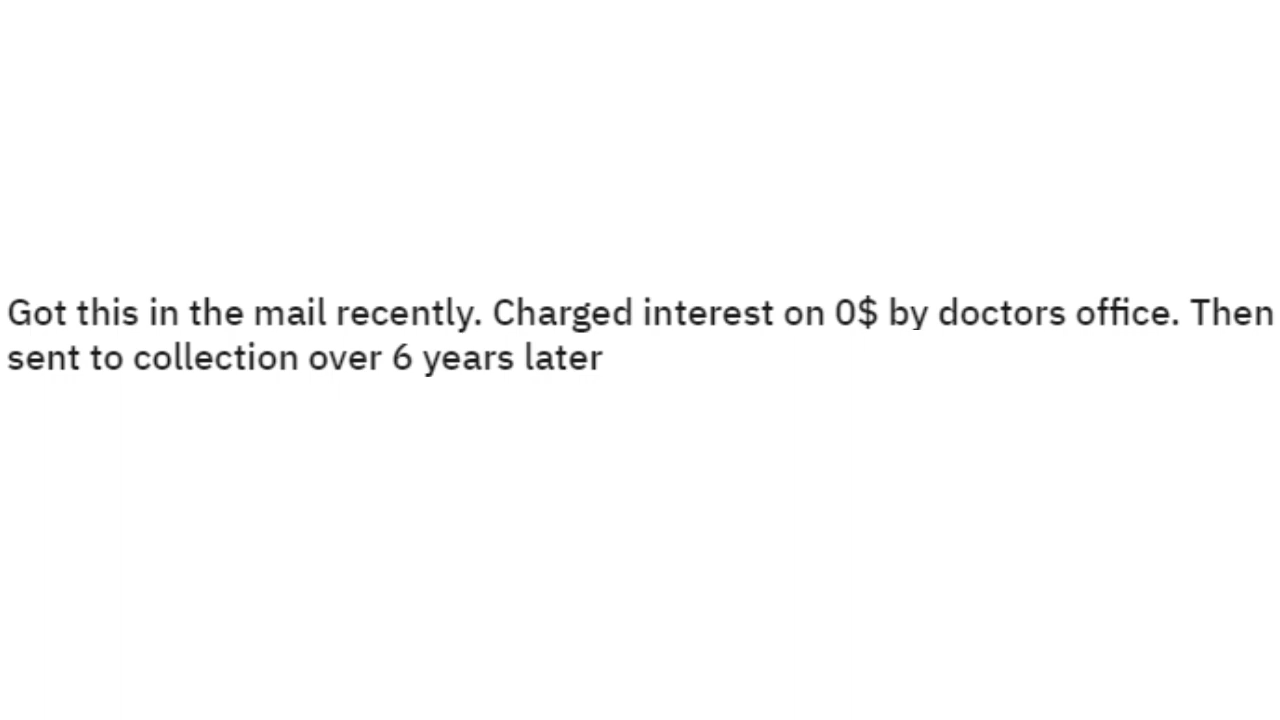 Got this in the mail recently. Charged interest on 0$ by doctors office. Then
sent to collection over 6 years later